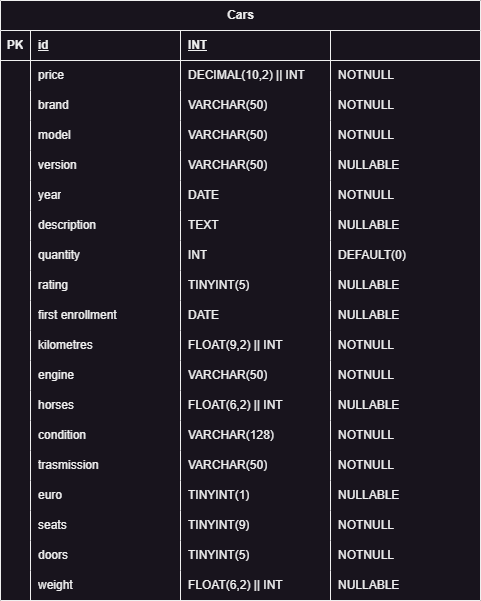 Cars
PK id INT
price DECIMAL(10,2) || INT NOTNULL
brand VARCHAR(50) NOTNULL
model VARCHAR(50) NOTNULL
version VARCHAR(50) NULLABLE
year DATE NOTNULL
description TEXT NULLABLE
quantity INT DEFAULT(0)
rating TINYINT(5) NULLABLE
first enrollment DATE NULLABLE
kilometres FLOAT(9,2) || INT NOTNULL
engine VARCHAR(50) NOTNULL
horses FLOAT(6,2) || INT NULLABLE
condition VARCHAR(128) NOTNULL
trasmission VARCHAR(50) NOTNULL
euro TINYINT(1) NULLABLE
seats TINYINT(9) NOTNULL
doors TINYINT(5) NOTNULL
weight FLOAT(6,2) || INT NULLABLE